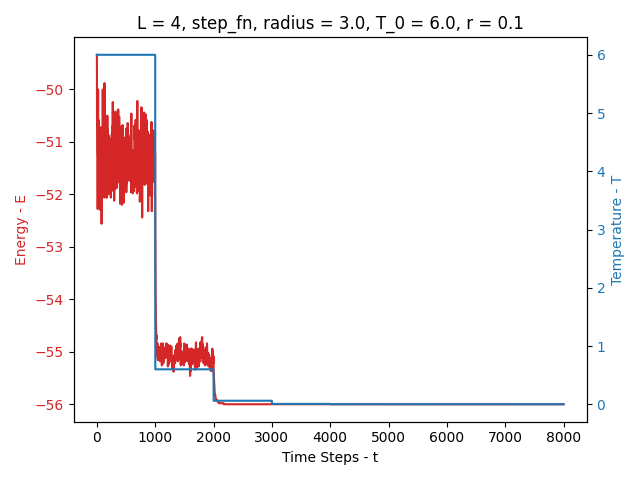 L = 4, step_fn, radius = 3.0, T_0 = 6.0, r = 0.1
−50
−51
−52
−53
−54
−55
−56
Energy - E
6
5
4
3
2
1
0
Temperature - T
0 1000 2000 3000 4000 5000 6000 7000 8000
Time Steps - t